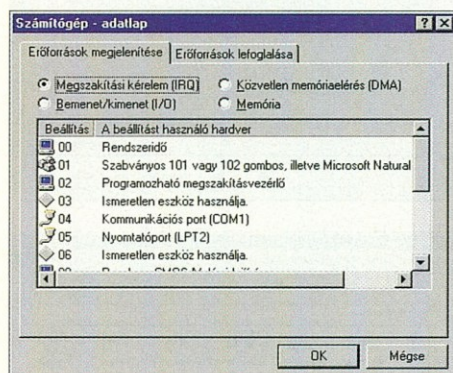 Számítógép - adatlap
Erőforrások megjelenítése Erőforrások lefoglalása
Megszakítási kérelem (IRQ) Közvetlen memóriaelérés (DMA)
Bemenet/kimenet (I/O) Memória
Beállítás A beállítást használó hardver
00 Rendszeridő
01 Szabványos 101 vagy 102 gombos, illetve Microsoft Natural
02 Programozható megszakításvezérlő
03 Ismeretlen eszköz használja.
04 Kommunikációs port (COM1)
05 Nyomtatóport (LPT2)
06 Ismeretlen eszköz használja.
OK Mégse